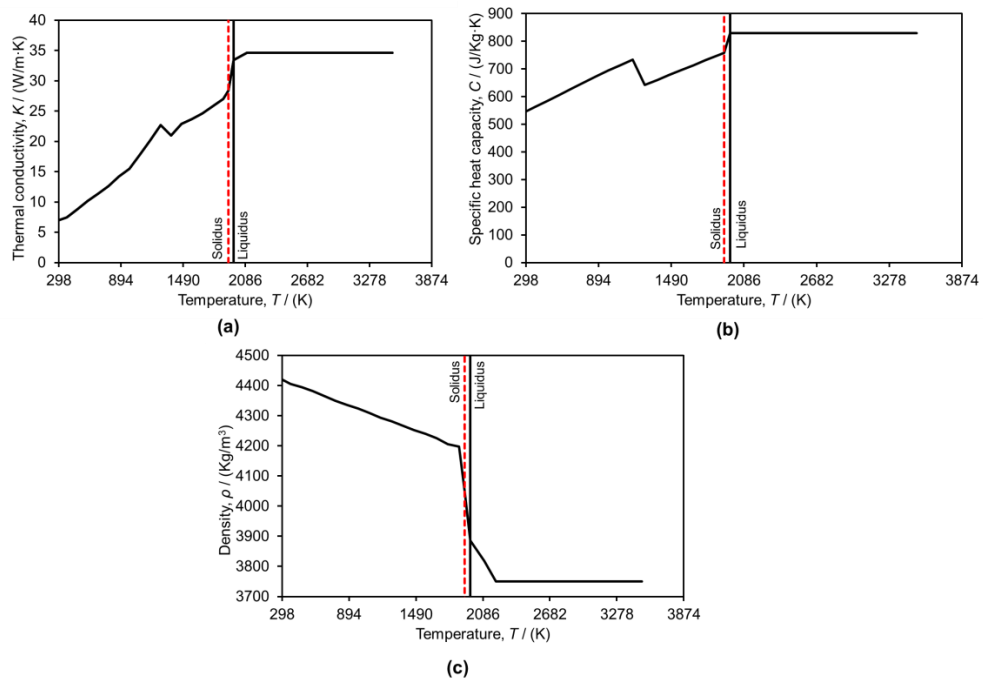 Thermal conductivity, K / (W/m·K)
40
35
30
25
20
15
10
5
0
Solidus
Liquidus
298 894 1490 2086 2682 3278 3874
Temperature, T / (K)
(a)
Specific heat capacity, C / (J/Kg·K)
900
800
700
600
500
400
300
200
100
0
Solidus
Liquidus
298 894 1490 2086 2682 3278 3874
Temperature, T / (K)
(b)
Density, ρ / (Kg/m³)
4500
4400
4300
4200
4100
4000
3900
3800
3700
Solidus
Liquidus
298 894 1490 2086 2682 3278 3874
Temperature, T / (K)
(c)